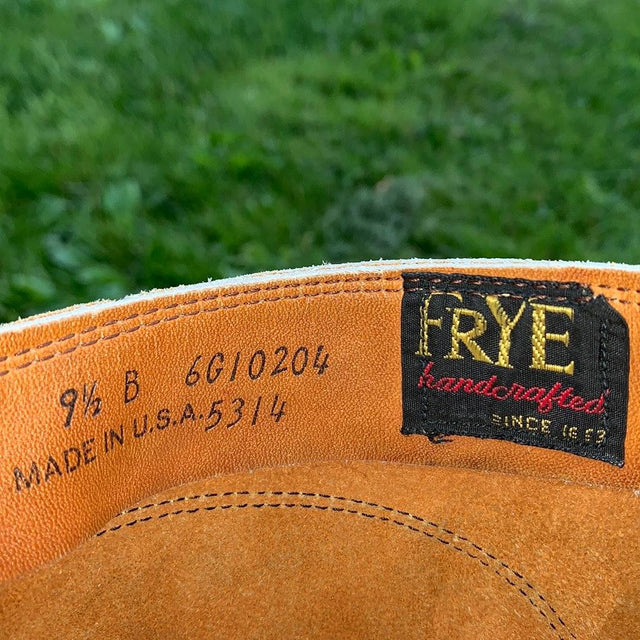 9½ B 6G10204
MADE IN U.S.A. 5314
FRYE
handcrafted
SINCE 1863